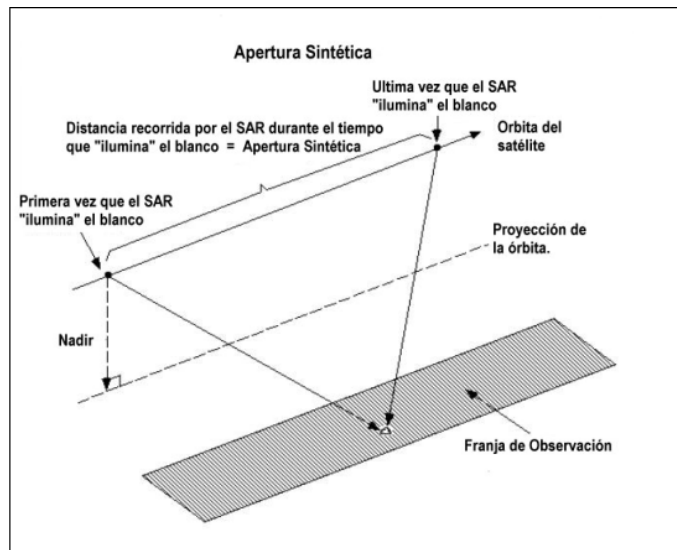 Apertura Sintética
Ultima vez que el SAR
"ilumina" el blanco
Distancia recorrida por el SAR durante el tiempo
que "ilumina" el blanco = Apertura Sintética
Orbita del
satélite
Primera vez que el SAR
"ilumina" el blanco
Proyección de
la órbita.
Nadir
Franja de Observación